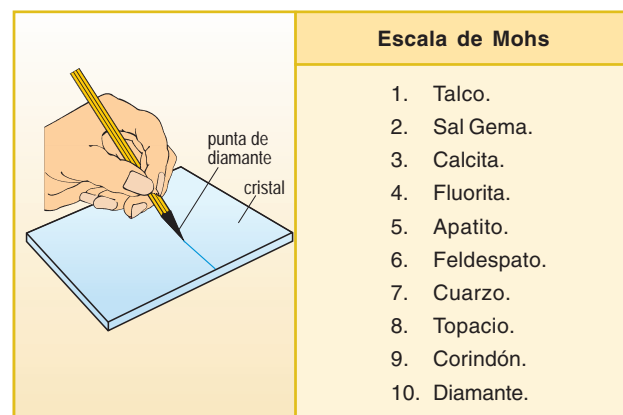 punta de
diamante
cristal
Escala de Mohs
1. Talco.
2. Sal Gema.
3. Calcita.
4. Fluorita.
5. Apatito.
6. Feldespato.
7. Cuarzo.
8. Topacio.
9. Corindón.
10. Diamante.